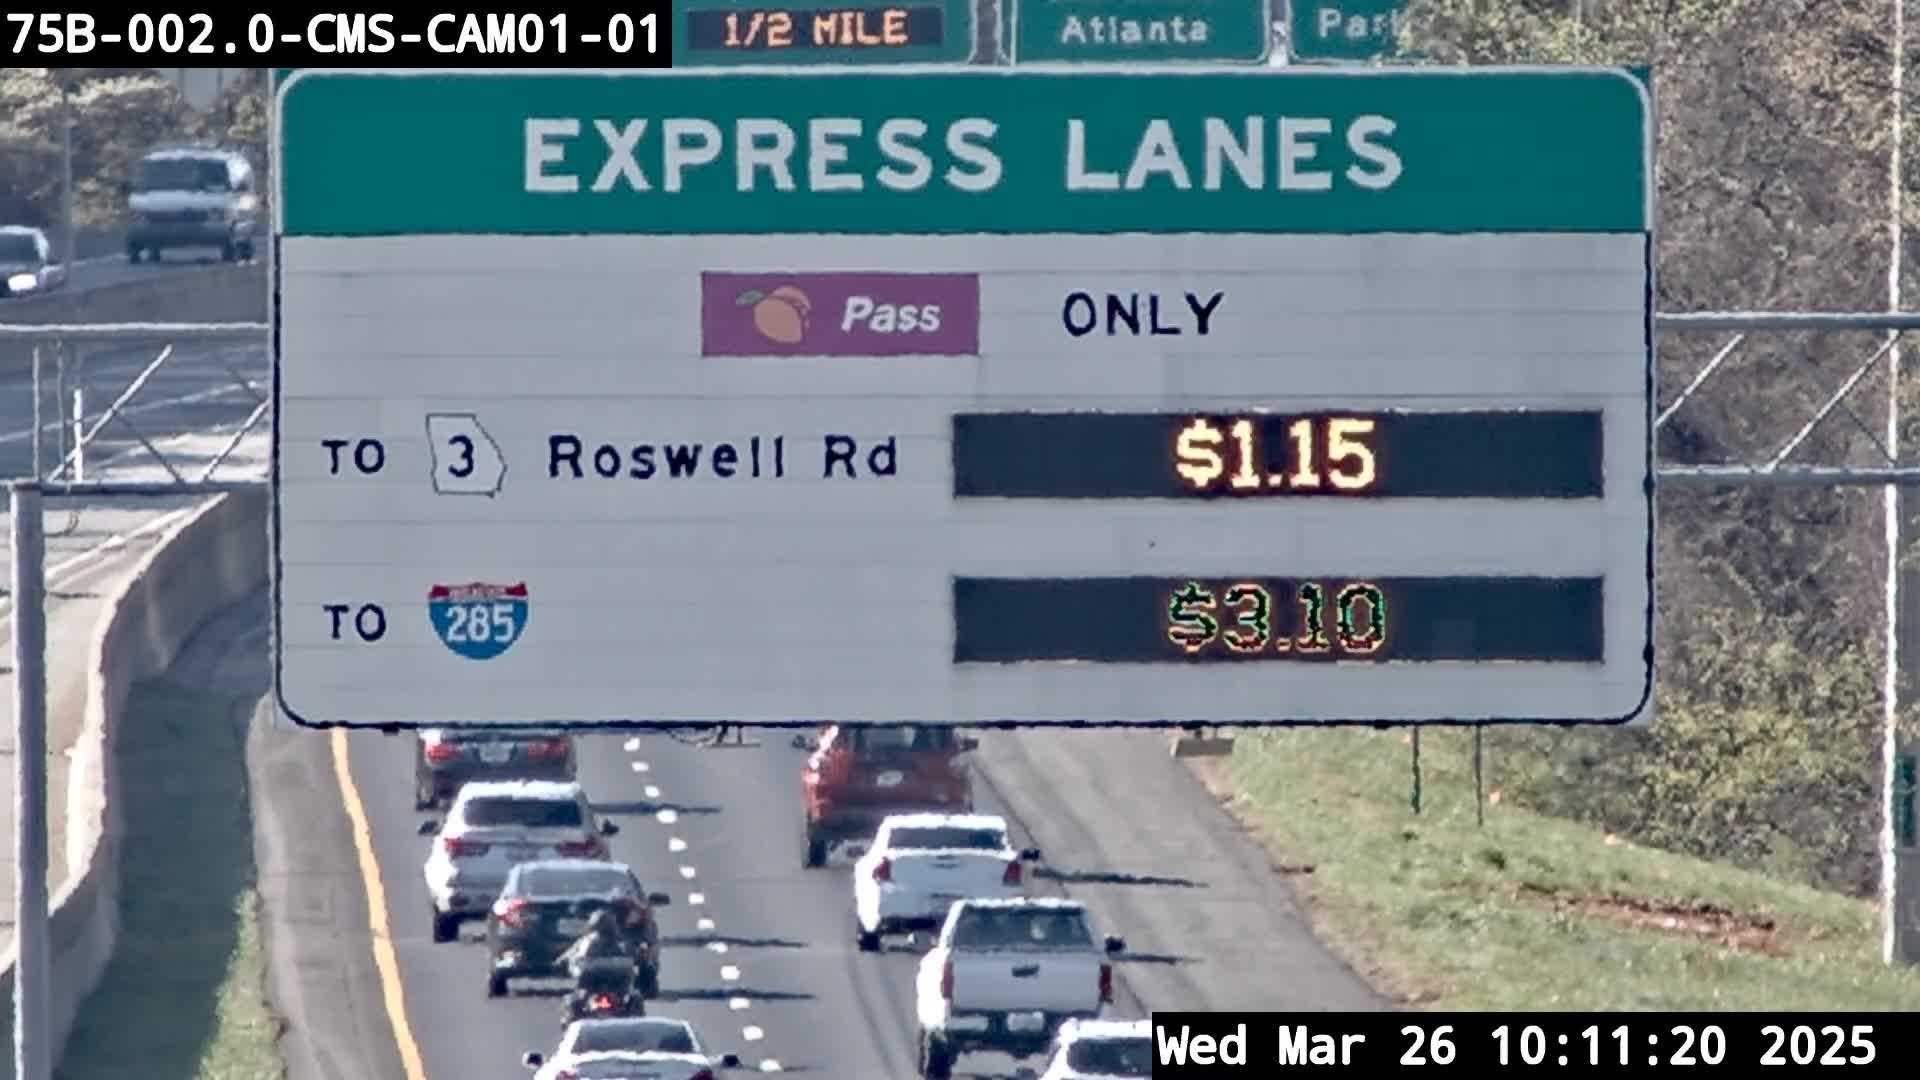 75B-002.0-CMS-CAM01-01
1/2 MILE
Atlanta
EXPRESS LANES
Pass ONLY
TO 3 Roswell Rd $1.15
TO 285 $3.10
Wed Mar 26 10:11:20 2025